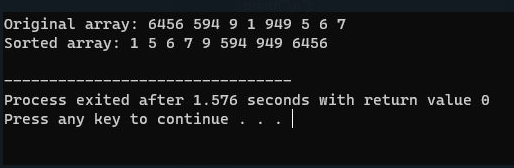 Original array: 6456 594 9 1 949 5 6 7
Sorted array: 1 5 6 7 9 594 949 6456
--------------------------------
Process exited after 1.576 seconds with return value 0
Press any key to continue . . .